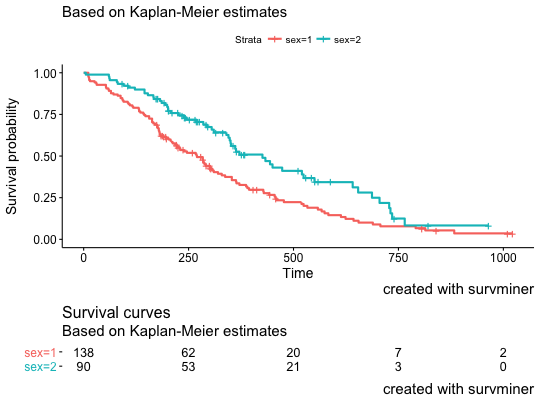 Based on Kaplan-Meier estimates
Strata sex=1 sex=2
Survival probability
1.00
0.75
0.50
0.25
0.00
0 250 500 750 1000
Time
created with survminer
Survival curves
Based on Kaplan-Meier estimates
sex=1 138 62 20 7 2
sex=2 90 53 21 3 0
created with survminer